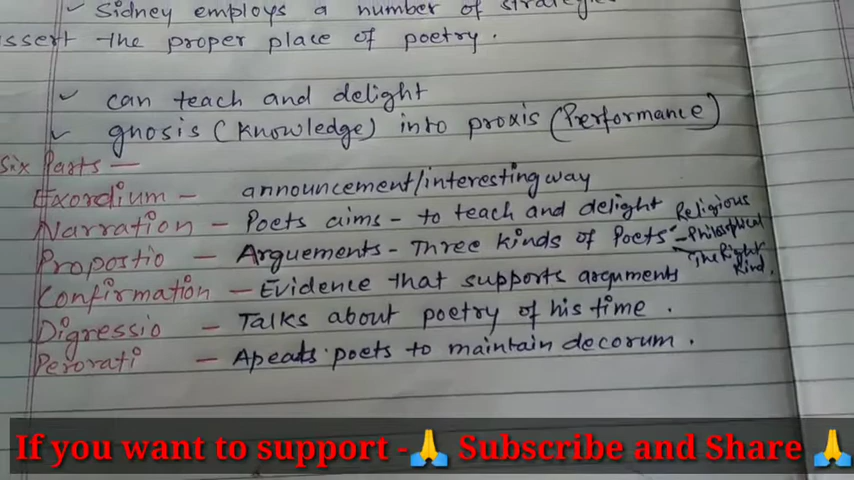 ✓ Sidney employs a number of strategie
ssert the proper place of poetry.
✓ can teach and delight
✓ gnosis (knowledge) into proxis (Performance)
Six Parts —
Exordium - announcement/interesting way
Narration - Poets aims - to teach and delight
Propostio - Arguements - Three kinds of Poets - Religious
- Philosophical
- The Right
Kind.
Confirmation - Evidence that supports arguments
Digressio - Talks about poetry of his time.
Perorati - Apeals poets to maintain decorum.
If you want to support -🙏 Subscribe and Share 🙏